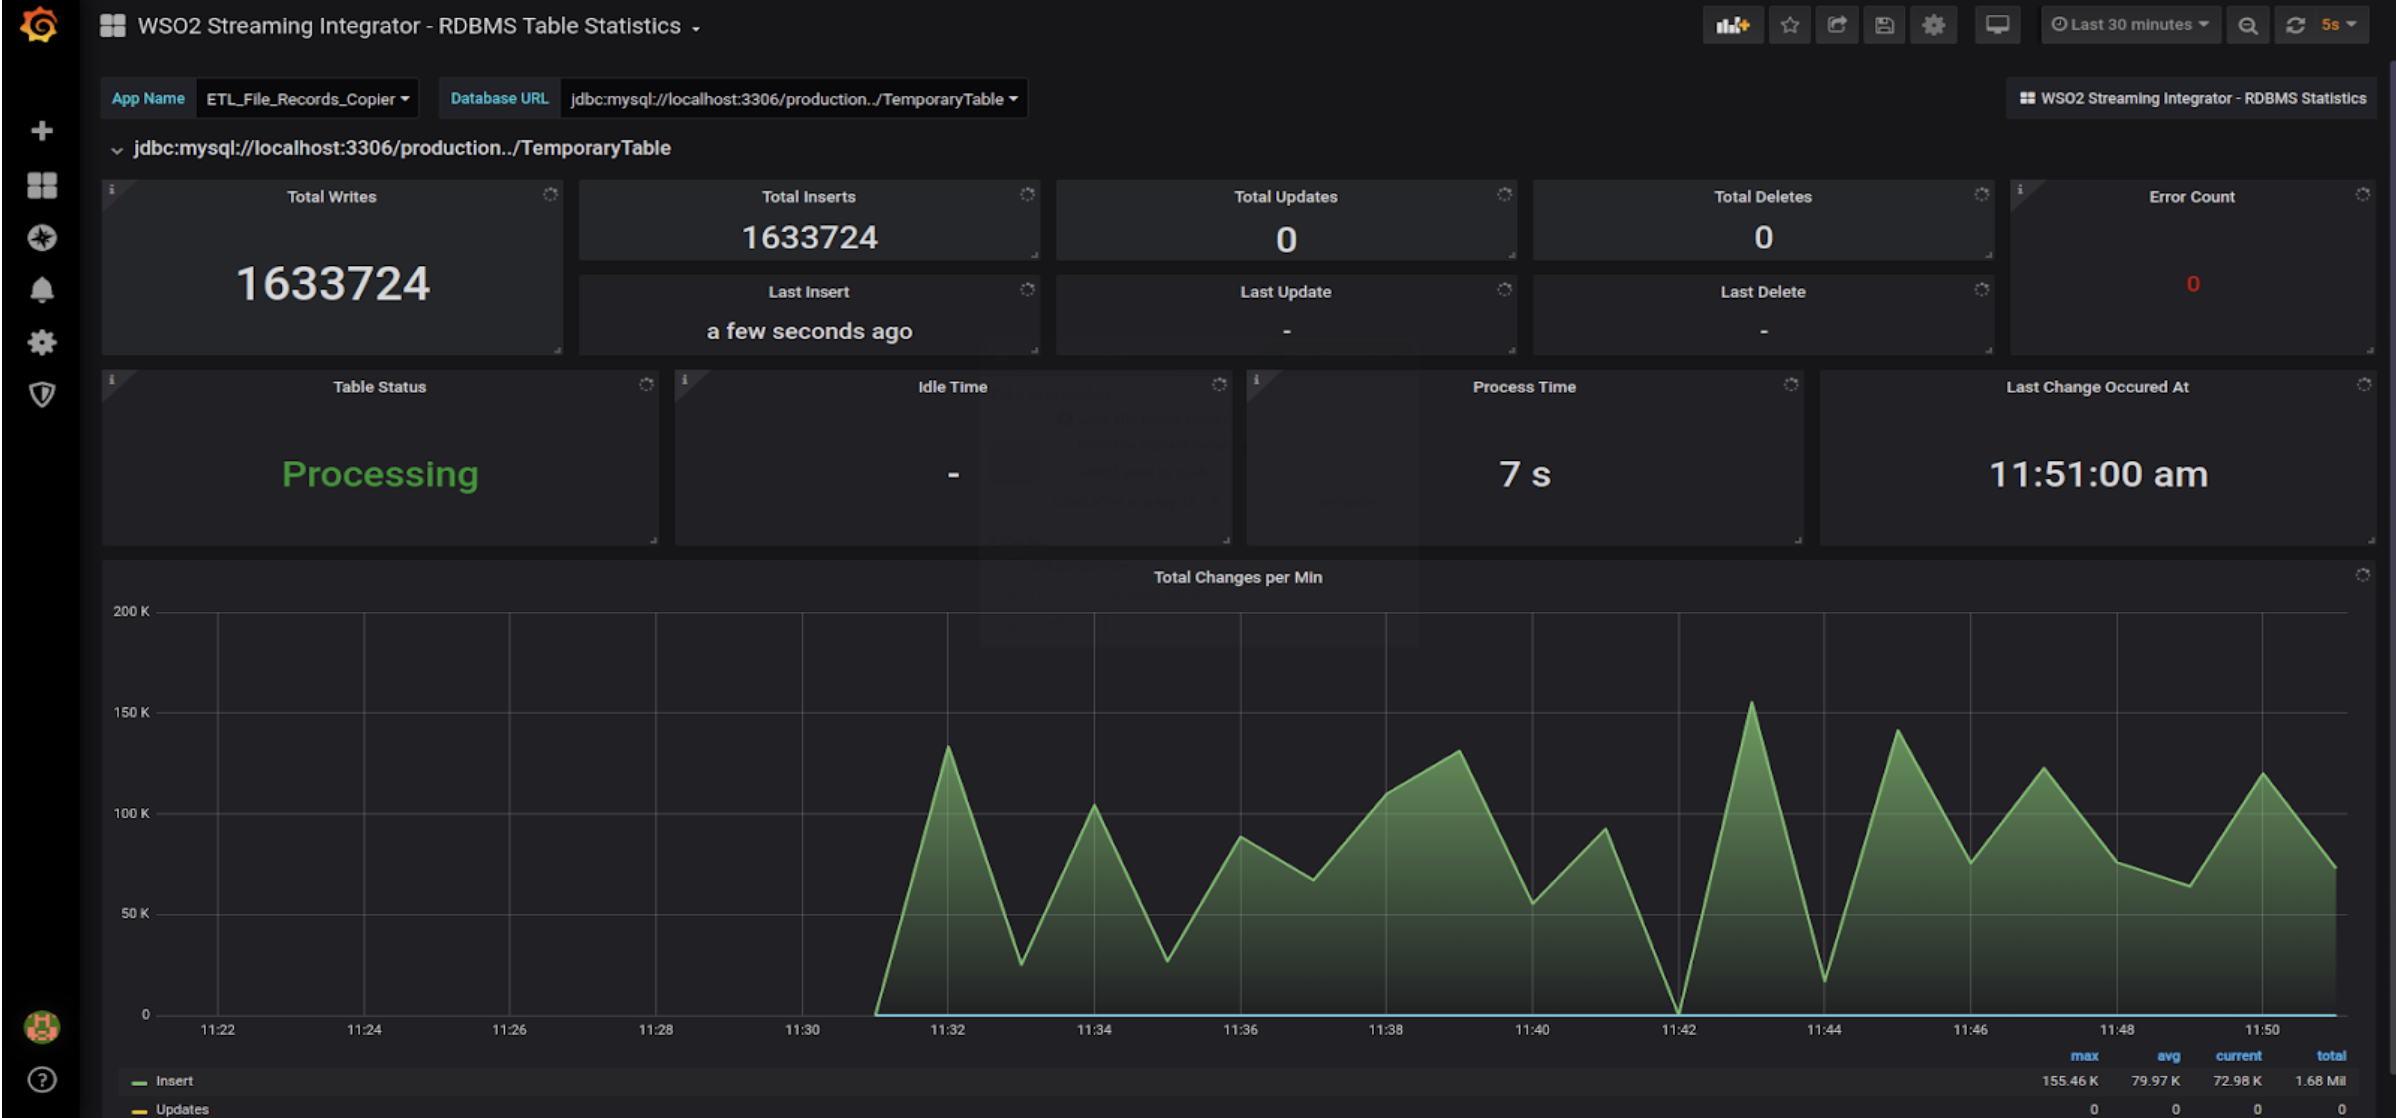 WSO2 Streaming Integrator - RDBMS Table Statistics
Last 30 minutes
5s
App Name
ETL_File_Records_Copier
Database URL
jdbc:mysql://localhost:3306/production../TemporaryTable
WSO2 Streaming Integrator - RDBMS Statistics
jdbc:mysql://localhost:3306/production../TemporaryTable
Total Writes
1633724
Total Inserts
1633724
Total Updates
0
Total Deletes
0
Error Count
0
Last Insert
a few seconds ago
Last Update
-
Last Delete
-
Table Status
Processing
Idle Time
-
Process Time
7 s
Last Change Occured At
11:51:00 am
Total Changes per Min
200 K
150 K
100 K
50 K
0
11:22 11:24 11:26 11:28 11:30 11:32 11:34 11:36 11:38 11:40 11:42 11:44 11:46 11:48 11:50
max avg current total
Insert 155.46 K 79.97 K 72.98 K 1.68 Mil
Updates 0 0 0 0